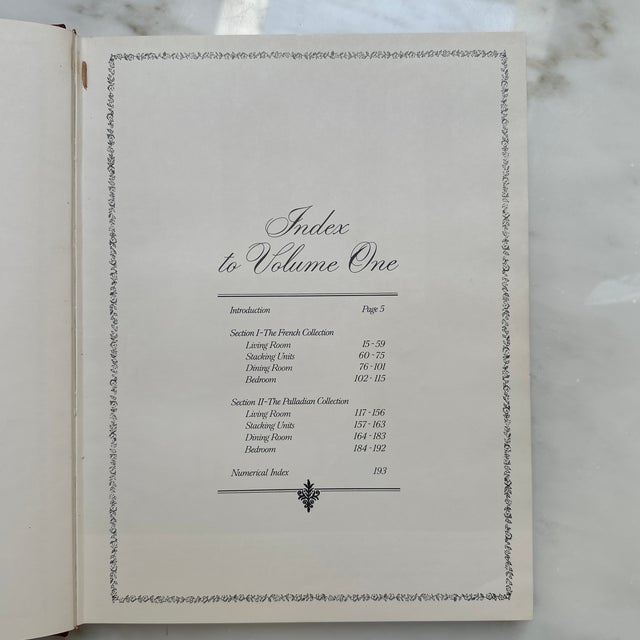 Index
to Volume One
Introduction Page 5
Section I-The French Collection
Living Room 15-59
Stacking Units 60-75
Dining Room 76-101
Bedroom 102-115
Section II-The Palladian Collection
Living Room 117-156
Stacking Units 157-163
Dining Room 164-183
Bedroom 184-192
Numerical Index 193